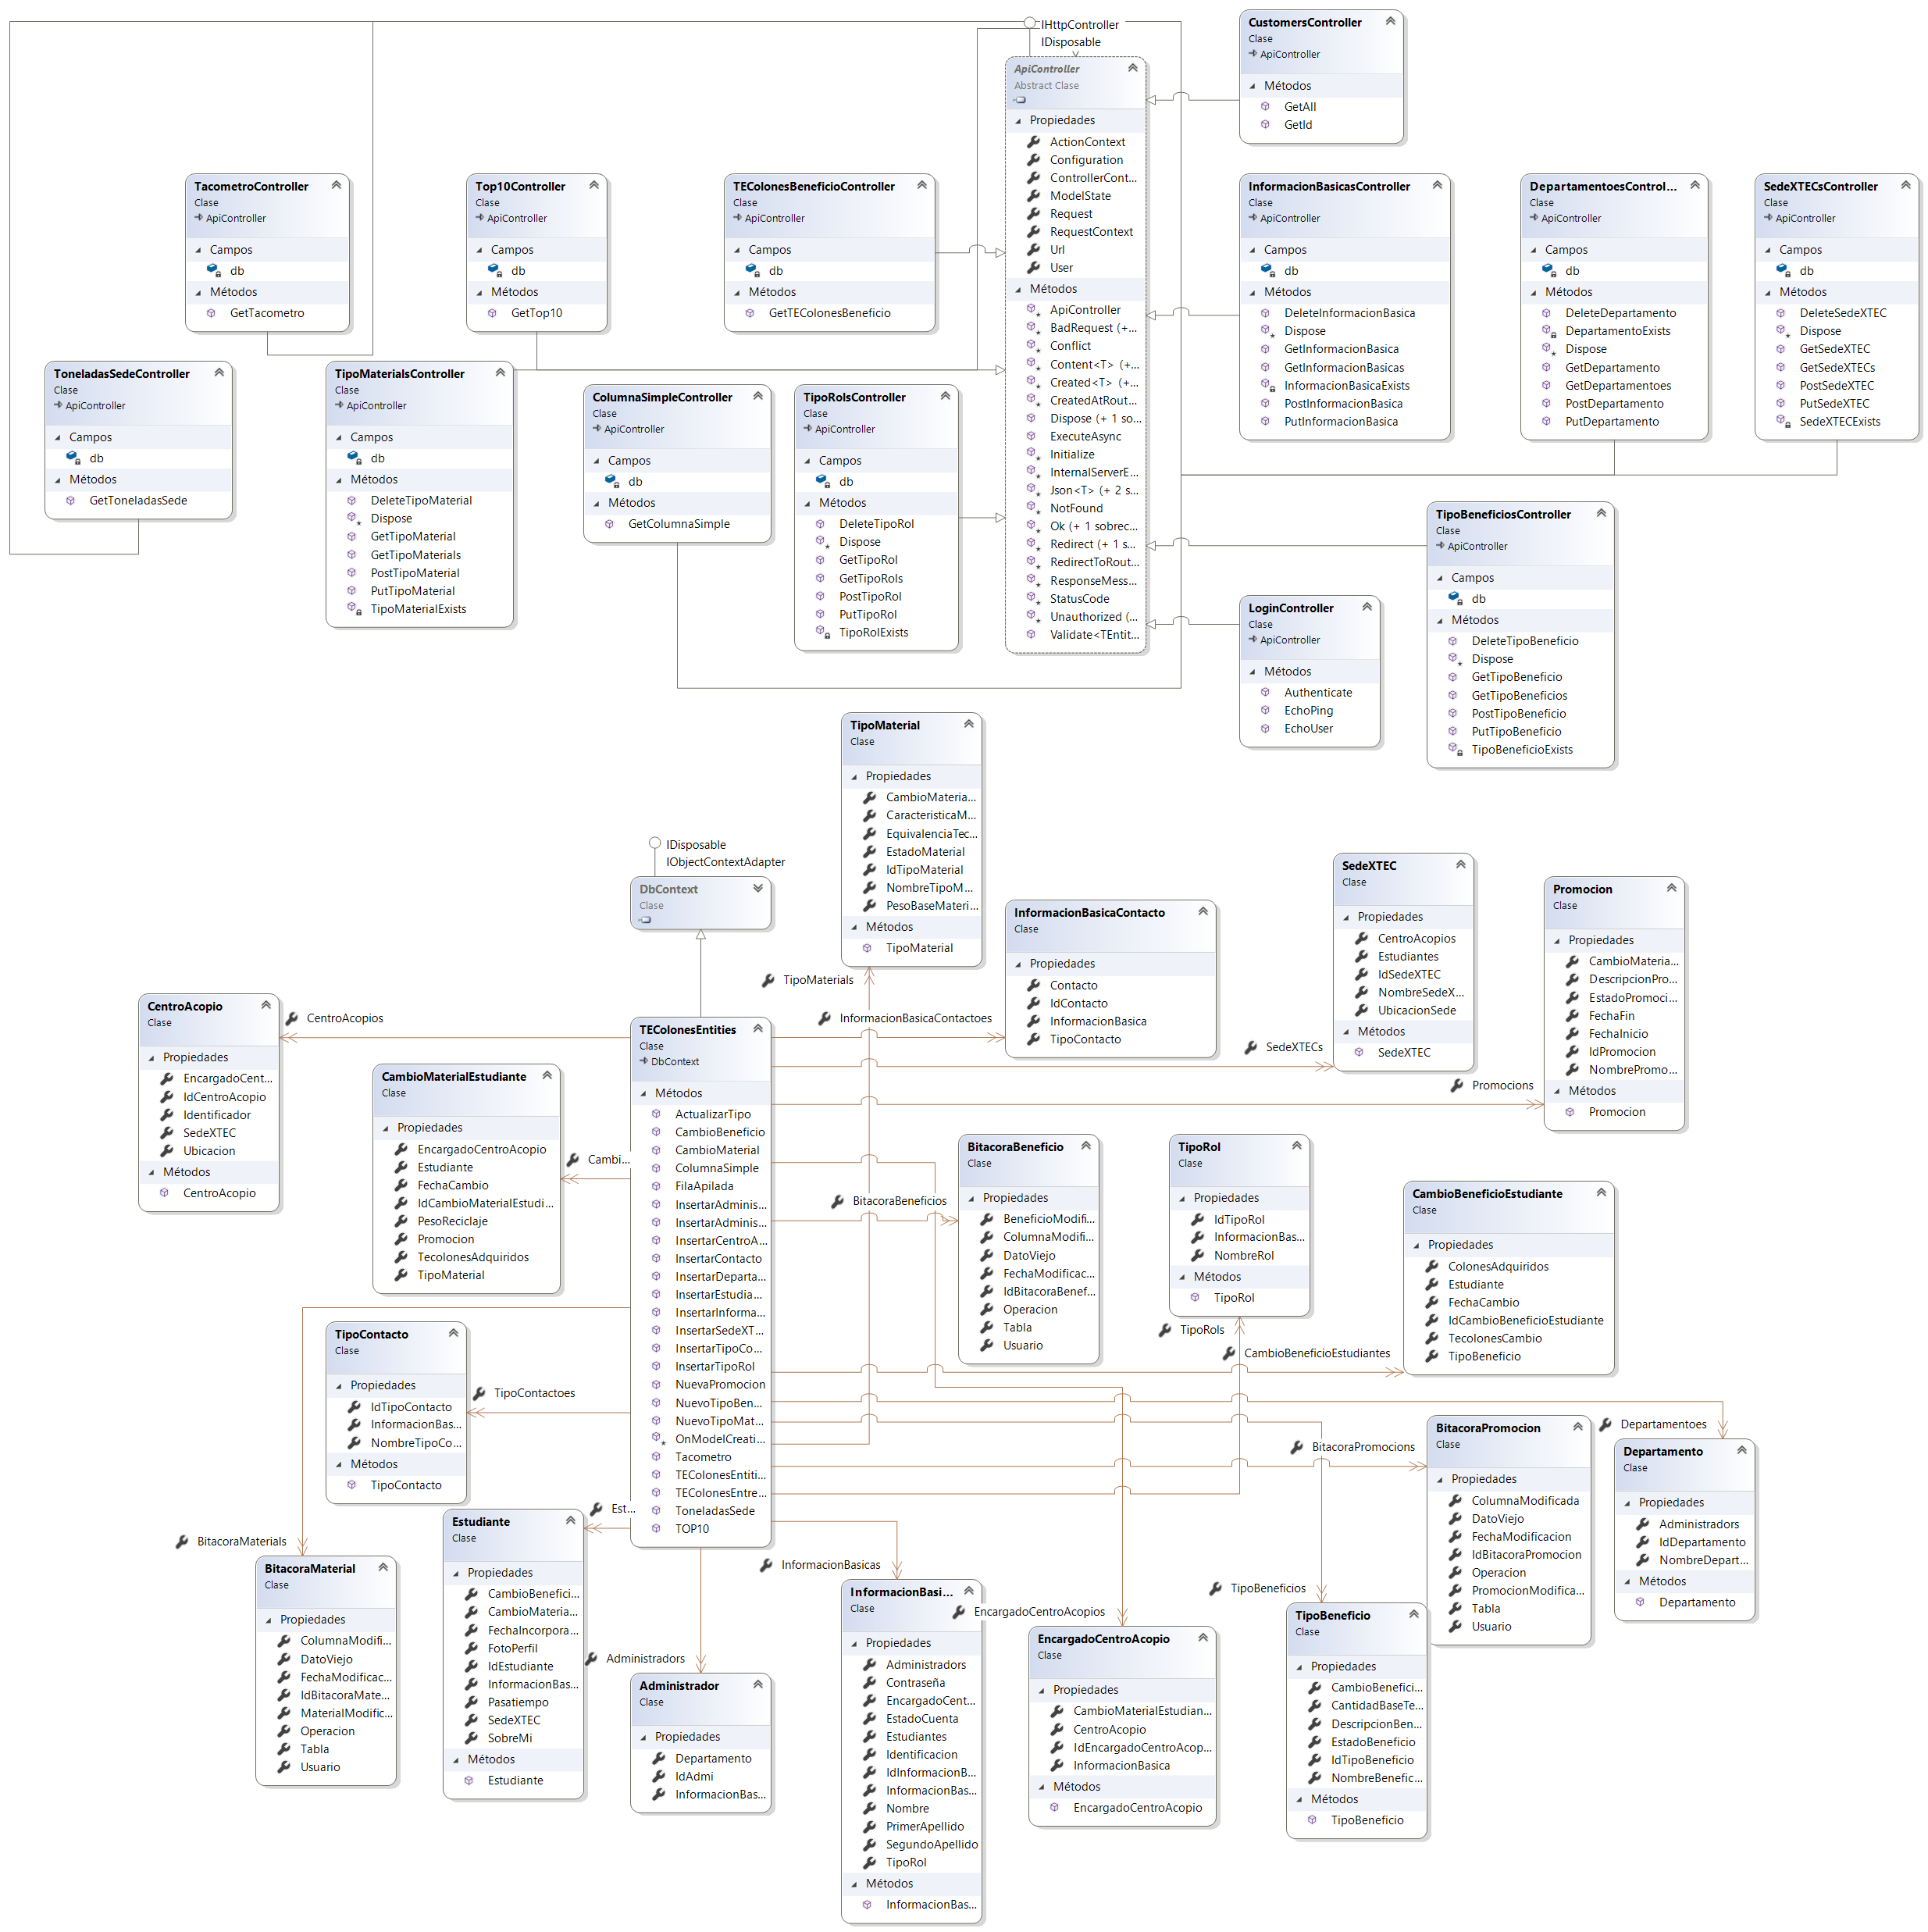 IHttpController
IDisposable
ApiController
Abstract Clase
Propiedades
ActionContext
Configuration
ControllerCont...
ModelState
Request
RequestContext
Url
User
Métodos
ApiController
BadRequest (+...
Conflict
Content<T> (+...
Created<T> (+...
CreatedAtRout...
Dispose (+ 1 so...
ExecuteAsync
Initialize
InternalServerE...
Json<T> (+ 2 s...
NotFound
Ok (+ 1 sobrec...
Redirect (+ 1 s...
RedirectToRout...
ResponseMess...
StatusCode
Unauthorized (...
Validate<TEntit...
CustomersController
Clase
ApiController
Métodos
GetAll
GetId
TacometroController
Clase
ApiController
Campos
db
Métodos
GetTacometro
Top10Controller
Clase
ApiController
Campos
db
Métodos
GetTop10
TEColonesBeneficioController
Clase
ApiController
Campos
db
Métodos
GetTEColonesBeneficio
InformacionBasicasController
Clase
ApiController
Campos
db
Métodos
DeleteInformacionBasica
Dispose
GetInformacionBasica
GetInformacionBasicas
InformacionBasicaExists
PostInformacionBasica
PutInformacionBasica
DepartamentoesControl...
Clase
ApiController
Campos
db
Métodos
DeleteDepartamento
DepartamentoExists
Dispose
GetDepartamento
GetDepartamentoes
PostDepartamento
PutDepartamento
SedeXTECsController
Clase
ApiController
Campos
db
Métodos
DeleteSedeXTEC
Dispose
GetSedeXTEC
GetSedeXTECs
PostSedeXTEC
PutSedeXTEC
SedeXTECExists
ToneladasSedeController
Clase
ApiController
Campos
db
Métodos
GetToneladasSede
TipoMaterialsController
Clase
ApiController
Campos
db
Métodos
DeleteTipoMaterial
Dispose
GetTipoMaterial
GetTipoMaterials
PostTipoMaterial
PutTipoMaterial
TipoMaterialExists
ColumnaSimpleController
Clase
ApiController
Campos
db
Métodos
GetColumnaSimple
TipoRolsController
Clase
ApiController
Campos
db
Métodos
DeleteTipoRol
Dispose
GetTipoRol
GetTipoRols
PostTipoRol
PutTipoRol
TipoRolExists
TipoBeneficiosController
Clase
ApiController
Campos
db
Métodos
DeleteTipoBeneficio
Dispose
GetTipoBeneficio
GetTipoBeneficios
PostTipoBeneficio
PutTipoBeneficio
TipoBeneficioExists
LoginController
Clase
ApiController
Métodos
Authenticate
EchoPing
EchoUser
TipoMaterial
Clase
Propiedades
CambioMateria...
CaracteristicaM...
EquivalenciaTec...
EstadoMaterial
IdTipoMaterial
NombreTipoM...
PesoBaseMateri...
Métodos
TipoMaterial
IDisposable
IObjectContextAdapter
DbContext
Clase
TipoMaterials
InformacionBasicaContacto
Clase
Propiedades
Contacto
IdContacto
InformacionBasica
TipoContacto
SedeXTEC
Clase
Propiedades
CentroAcopios
Estudiantes
IdSedeXTEC
NombreSedeX...
UbicacionSede
Métodos
SedeXTEC
Promocion
Clase
Propiedades
CambioMateria...
DescripcionPro...
EstadoPromoci...
FechaFin
FechaInicio
IdPromocion
NombrePromo...
Métodos
Promocion
CentroAcopio
Clase
Propiedades
EncargadoCent...
IdCentroAcopio
Identificador
SedeXTEC
Ubicacion
Métodos
CentroAcopio
CentroAcopios
InformacionBasicaContactoes
SedeXTECs
Promocions
TEColonesEntities
Clase
DbContext
Métodos
ActualizarTipo
CambioBeneficio
CambioMaterial
ColumnaSimple
FilaApilada
InsertarAdminis...
InsertarAdminis...
InsertarCentroA...
InsertarContacto
InsertarDeparta...
InsertarEstudia...
InsertarInforma...
InsertarSedeXT...
InsertarTipoCo...
InsertarTipoRol
NuevaPromocion
NuevoTipoBen...
NuevoTipoMat...
OnModelCreati...
Tacometro
TEColonesEntiti...
TEColonesEntre...
ToneladasSede
TOP10
CambioMaterialEstudiante
Clase
Propiedades
EncargadoCentroAcopio
Estudiante
FechaCambio
IdCambioMaterialEstudi...
PesoReciclaje
Promocion
TecolonesAdquiridos
TipoMaterial
Cambi...
BitacoraBeneficios
BitacoraBeneficio
Clase
Propiedades
BeneficioModifi...
ColumnaModifi...
DatoViejo
FechaModificac...
IdBitacoraBenef...
Operacion
Tabla
Usuario
TipoRol
Clase
Propiedades
IdTipoRol
InformacionBas...
NombreRol
Métodos
TipoRol
TipoRols
CambioBeneficioEstudiante
Clase
Propiedades
ColonesAdquiridos
Estudiante
FechaCambio
IdCambioBeneficioEstudiante
TecolonesCambio
TipoBeneficio
CambioBeneficioEstudiantes
TipoContacto
Clase
Propiedades
IdTipoContacto
InformacionBas...
NombreTipoCo...
Métodos
TipoContacto
TipoContactoes
BitacoraPromocions
BitacoraPromocion
Clase
Propiedades
ColumnaModificada
DatoViejo
FechaModificacion
IdBitacoraPromocion
Operacion
PromocionModifica...
Tabla
Usuario
Departamentoes
Departamento
Clase
Propiedades
Administradors
IdDepartamento
NombreDepart...
Métodos
Departamento
BitacoraMaterials
BitacoraMaterial
Clase
Propiedades
ColumnaModifi...
DatoViejo
FechaModificac...
IdBitacoraMate...
MaterialModific...
Operacion
Tabla
Usuario
Est...
Estudiante
Clase
Propiedades
CambioBenefici...
CambioMateria...
FechaIncorpora...
FotoPerfil
IdEstudiante
InformacionBas...
Pasatiempo
SedeXTEC
SobreMi
Métodos
Estudiante
Administradors
Administrador
Clase
Propiedades
Departamento
IdAdmi
InformacionBas...
InformacionBasicas
InformacionBasi...
Clase
Propiedades
Administradors
Contraseña
EncargadoCent...
EstadoCuenta
Estudiantes
Identificacion
IdInformacionB...
InformacionBas...
Nombre
PrimerApellido
SegundoApellido
TipoRol
Métodos
InformacionBas...
EncargadoCentroAcopios
EncargadoCentroAcopio
Clase
Propiedades
CambioMaterialEstudian...
CentroAcopio
IdEncargadoCentroAcop...
InformacionBasica
Métodos
EncargadoCentroAcopio
TipoBeneficios
TipoBeneficio
Clase
Propiedades
CambioBenefici...
CantidadBaseTe...
DescripcionBen...
EstadoBeneficio
IdTipoBeneficio
NombreBenefic...
Métodos
TipoBeneficio